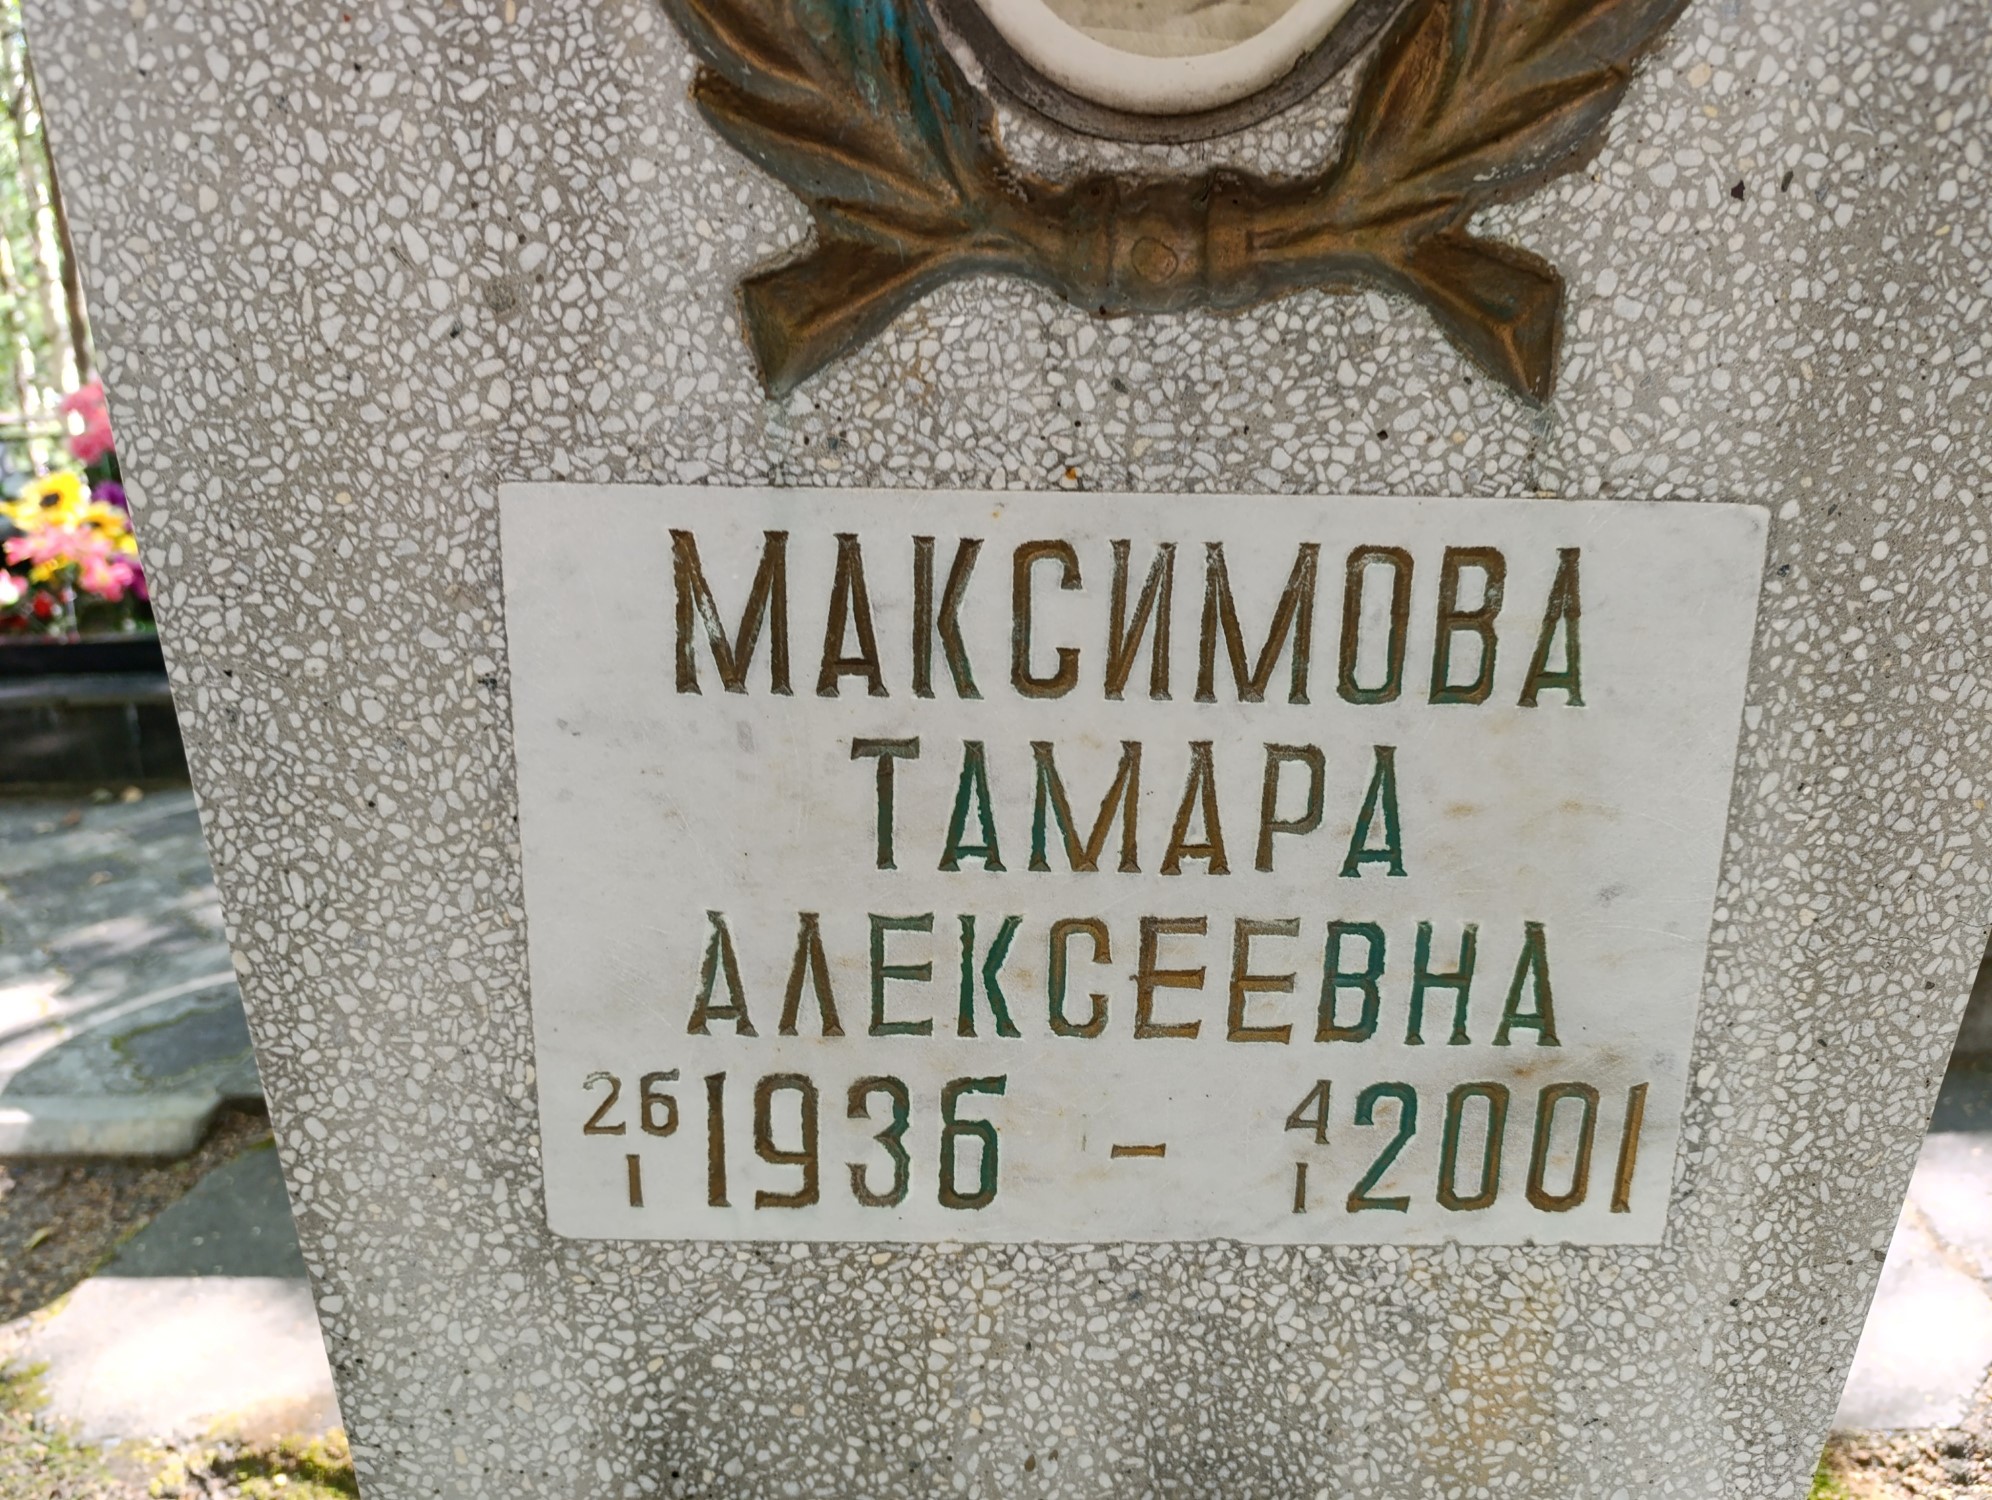 МАКСИМОВА
ТАМАРА
АЛЕКСЕЕВНА
26/I 1936 - 4/I 2001